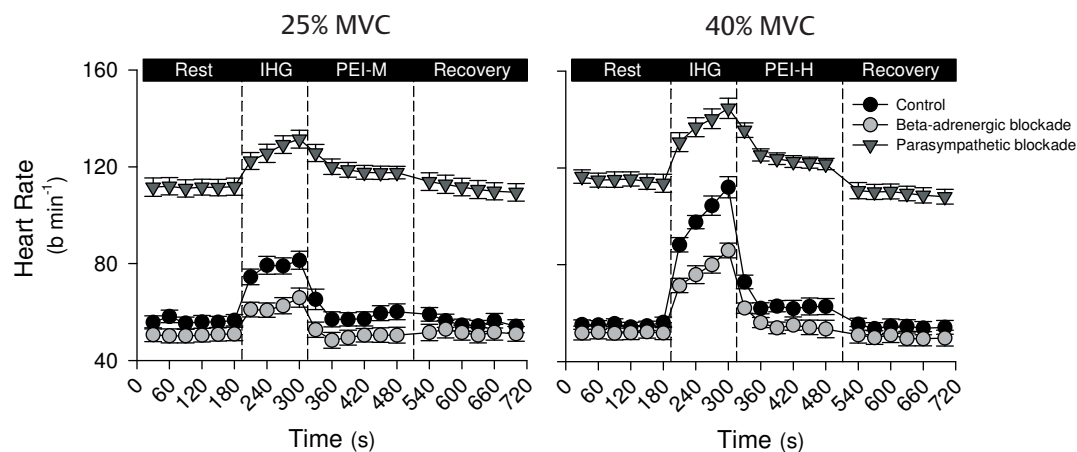 25% MVC
40% MVC
Rest IHG PEI-M Recovery
Rest IHG PEI-H Recovery
Control
Beta-adrenergic blockade
Parasympathetic blockade
Heart Rate
(b min-1)
160
120
80
40
0 60 120 180 240 300 360 420 480 540 600 660 720
0 60 120 180 240 300 360 420 480 540 600 660 720
Time (s)
Time (s)